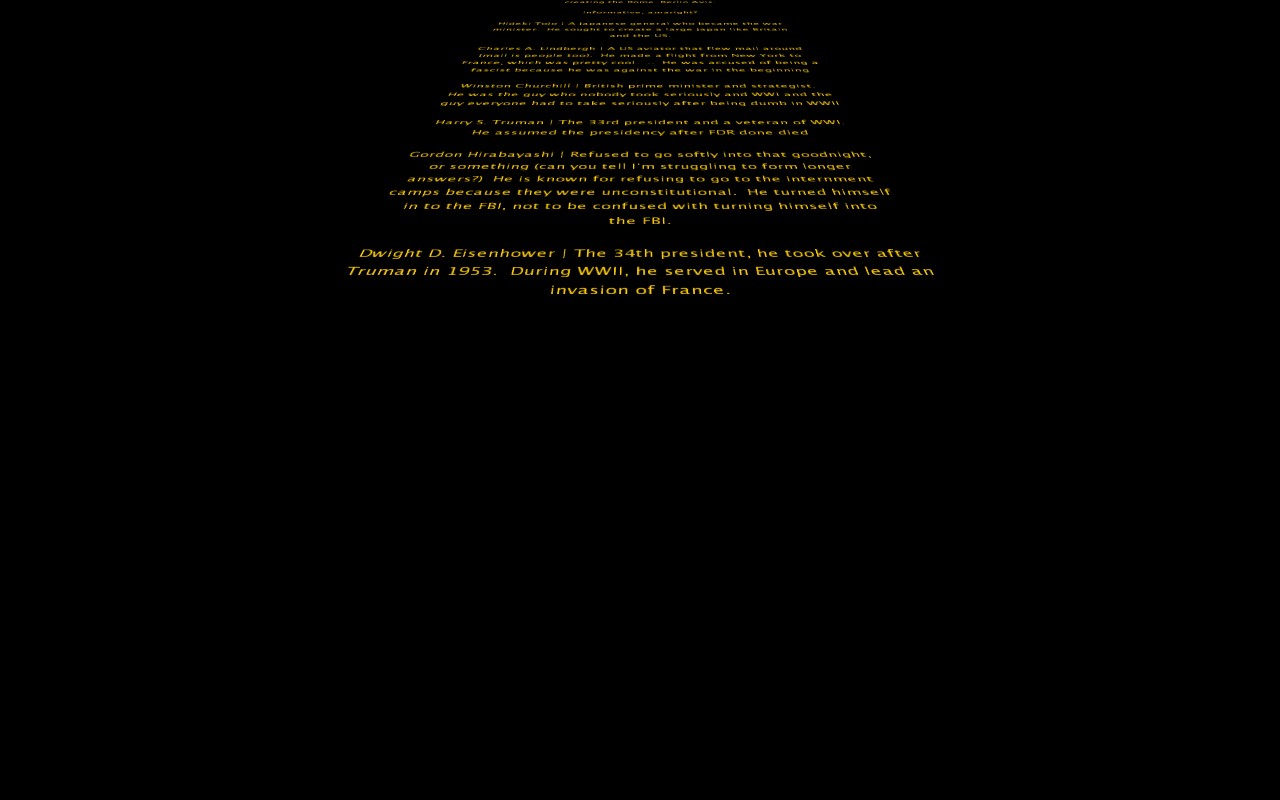 creating the Rome-Berlin Axis.
informative, amaright?
Hideki Tojo | A Japanese general who became the war
minister. He sought to create a large Japan like Britain
and the US.
Charles A. Lindbergh | A US aviator that flew mail around
(mail is people too). He made a flight from New York to
France, which was pretty cool ... He was accused of being a
fascist because he was against the war in the beginning
Winston Churchill | British prime minister and strategist.
He was the guy who nobody took seriously and WWI and the
guy everyone had to take seriously after being dumb in WWII
Harry S. Truman | The 33rd president and a veteran of WWI.
He assumed the presidency after FDR done died
Gordon Hirabayashi | Refused to go softly into that goodnight,
or something (can you tell I'm struggling to form longer
answers?) He is known for refusing to go to the internment
camps because they were unconstitutional. He turned himself
in to the FBI, not to be confused with turning himself into
the FBI.
Dwight D. Eisenhower | The 34th president, he took over after
Truman in 1953. During WWII, he served in Europe and lead an
invasion of France.